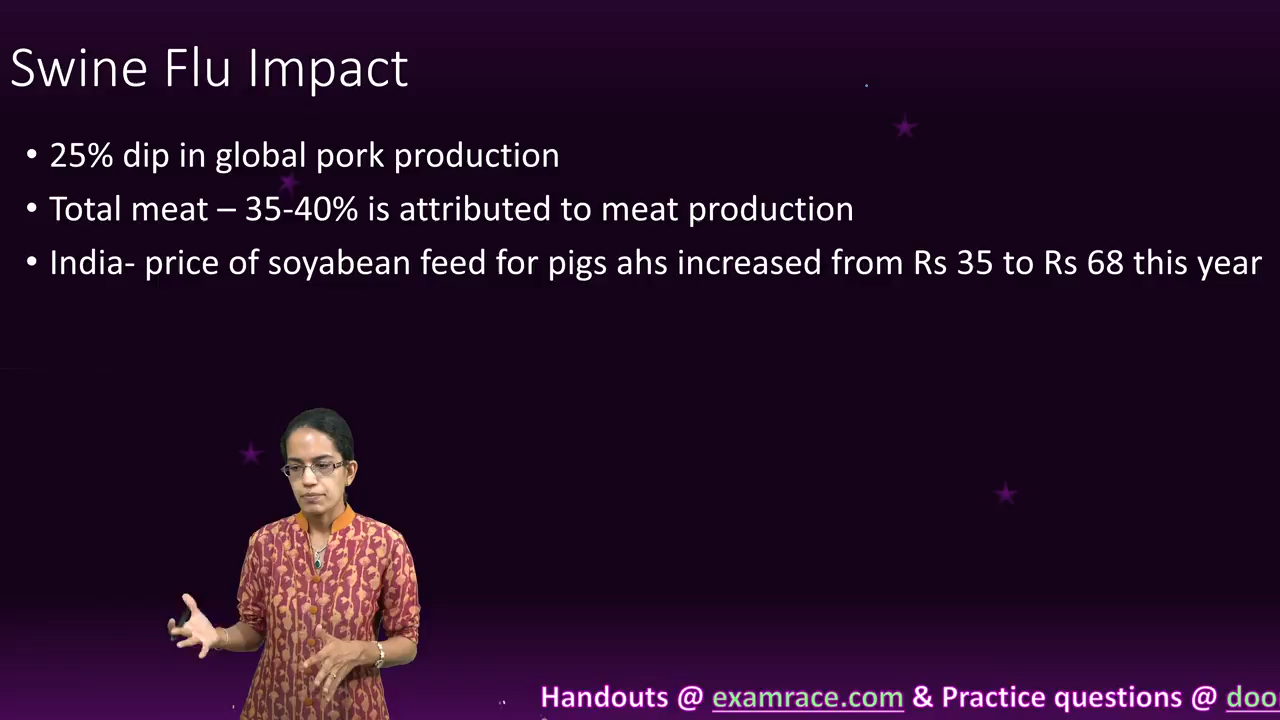 Swine Flu Impact
• 25% dip in global pork production
• Total meat – 35-40% is attributed to meat production
• India- price of soyabean feed for pigs ahs increased from Rs 35 to Rs 68 this year
Handouts @ examrace.com & Practice questions @ doo